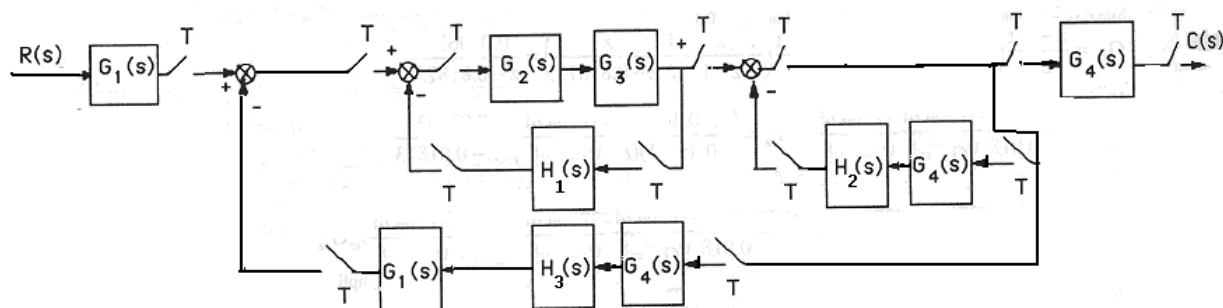 R(s)
G1(s)
T
+
-
T
+
-
T
G2(s)
G3(s)
+
T
-
T
T
G4(s)
T
C(s)
T
H1(s)
T
T
H2(s)
G4(s)
T
T
G1(s)
H3(s)
G4(s)
T